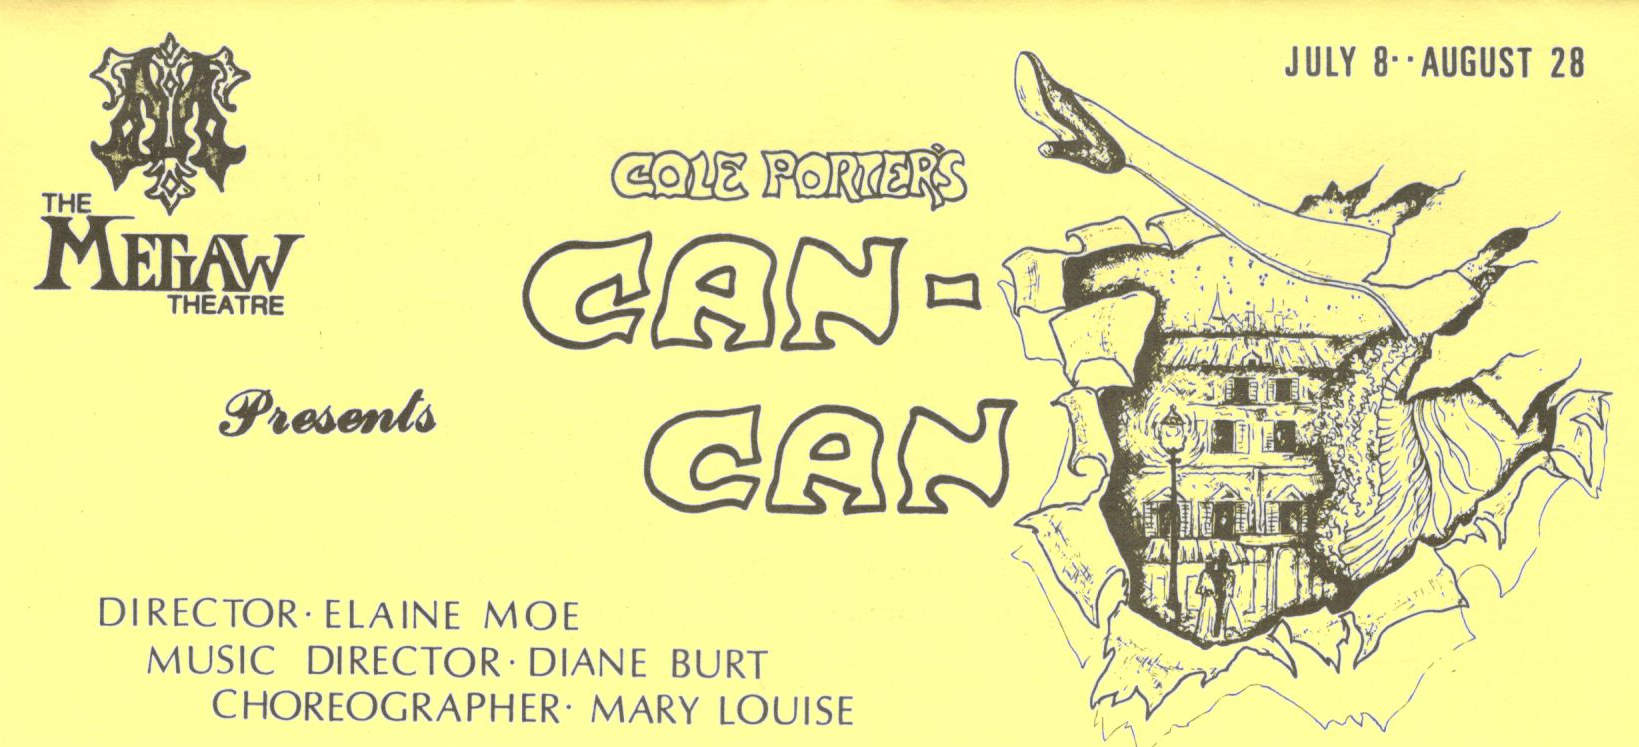 JULY 8··AUGUST 28
THE
MEGAW
THEATRE
Presents
COLE PORTER'S
CAN-
CAN
DIRECTOR·ELAINE MOE
MUSIC DIRECTOR·DIANE BURT
CHOREOGRAPHER·MARY LOUISE